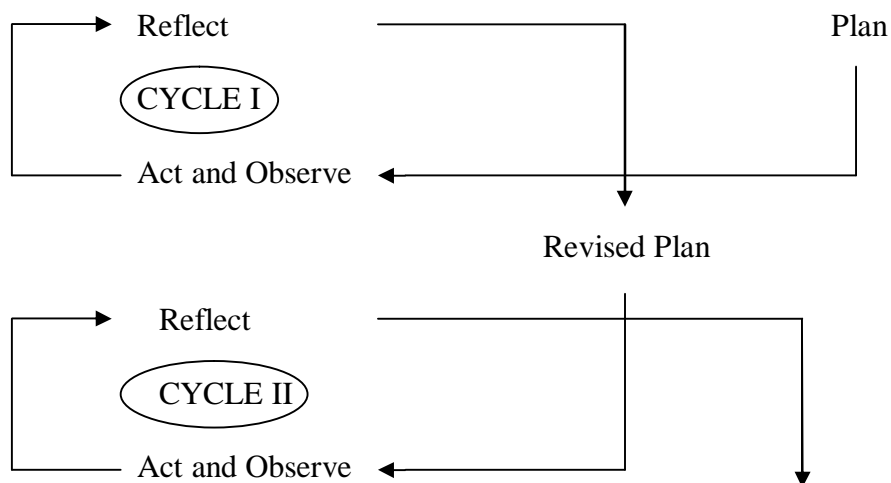 Reflect Plan
CYCLE I
Act and Observe
Revised Plan
Reflect
CYCLE II
Act and Observe